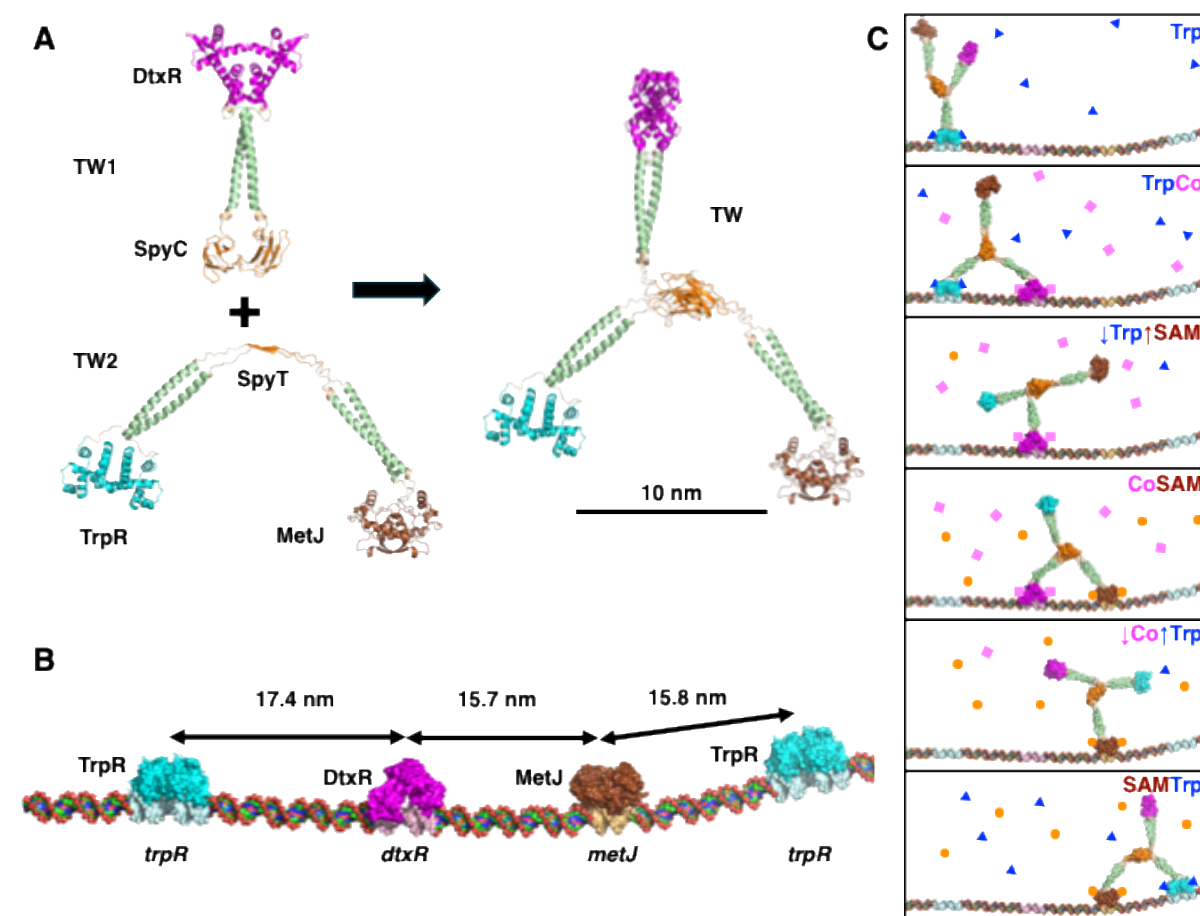 A
DtxR
TW1
SpyC
+
TW2
SpyT
TrpR
MetJ
TW
10 nm
B
17.4 nm
15.7 nm
15.8 nm
TrpR
DtxR
MetJ
TrpR
trpR
dtxR
metJ
trpR
C
Trp
TrpCo
↓Trp↑SAM
CoSAM
↓Co↑Trp
SAMTrp